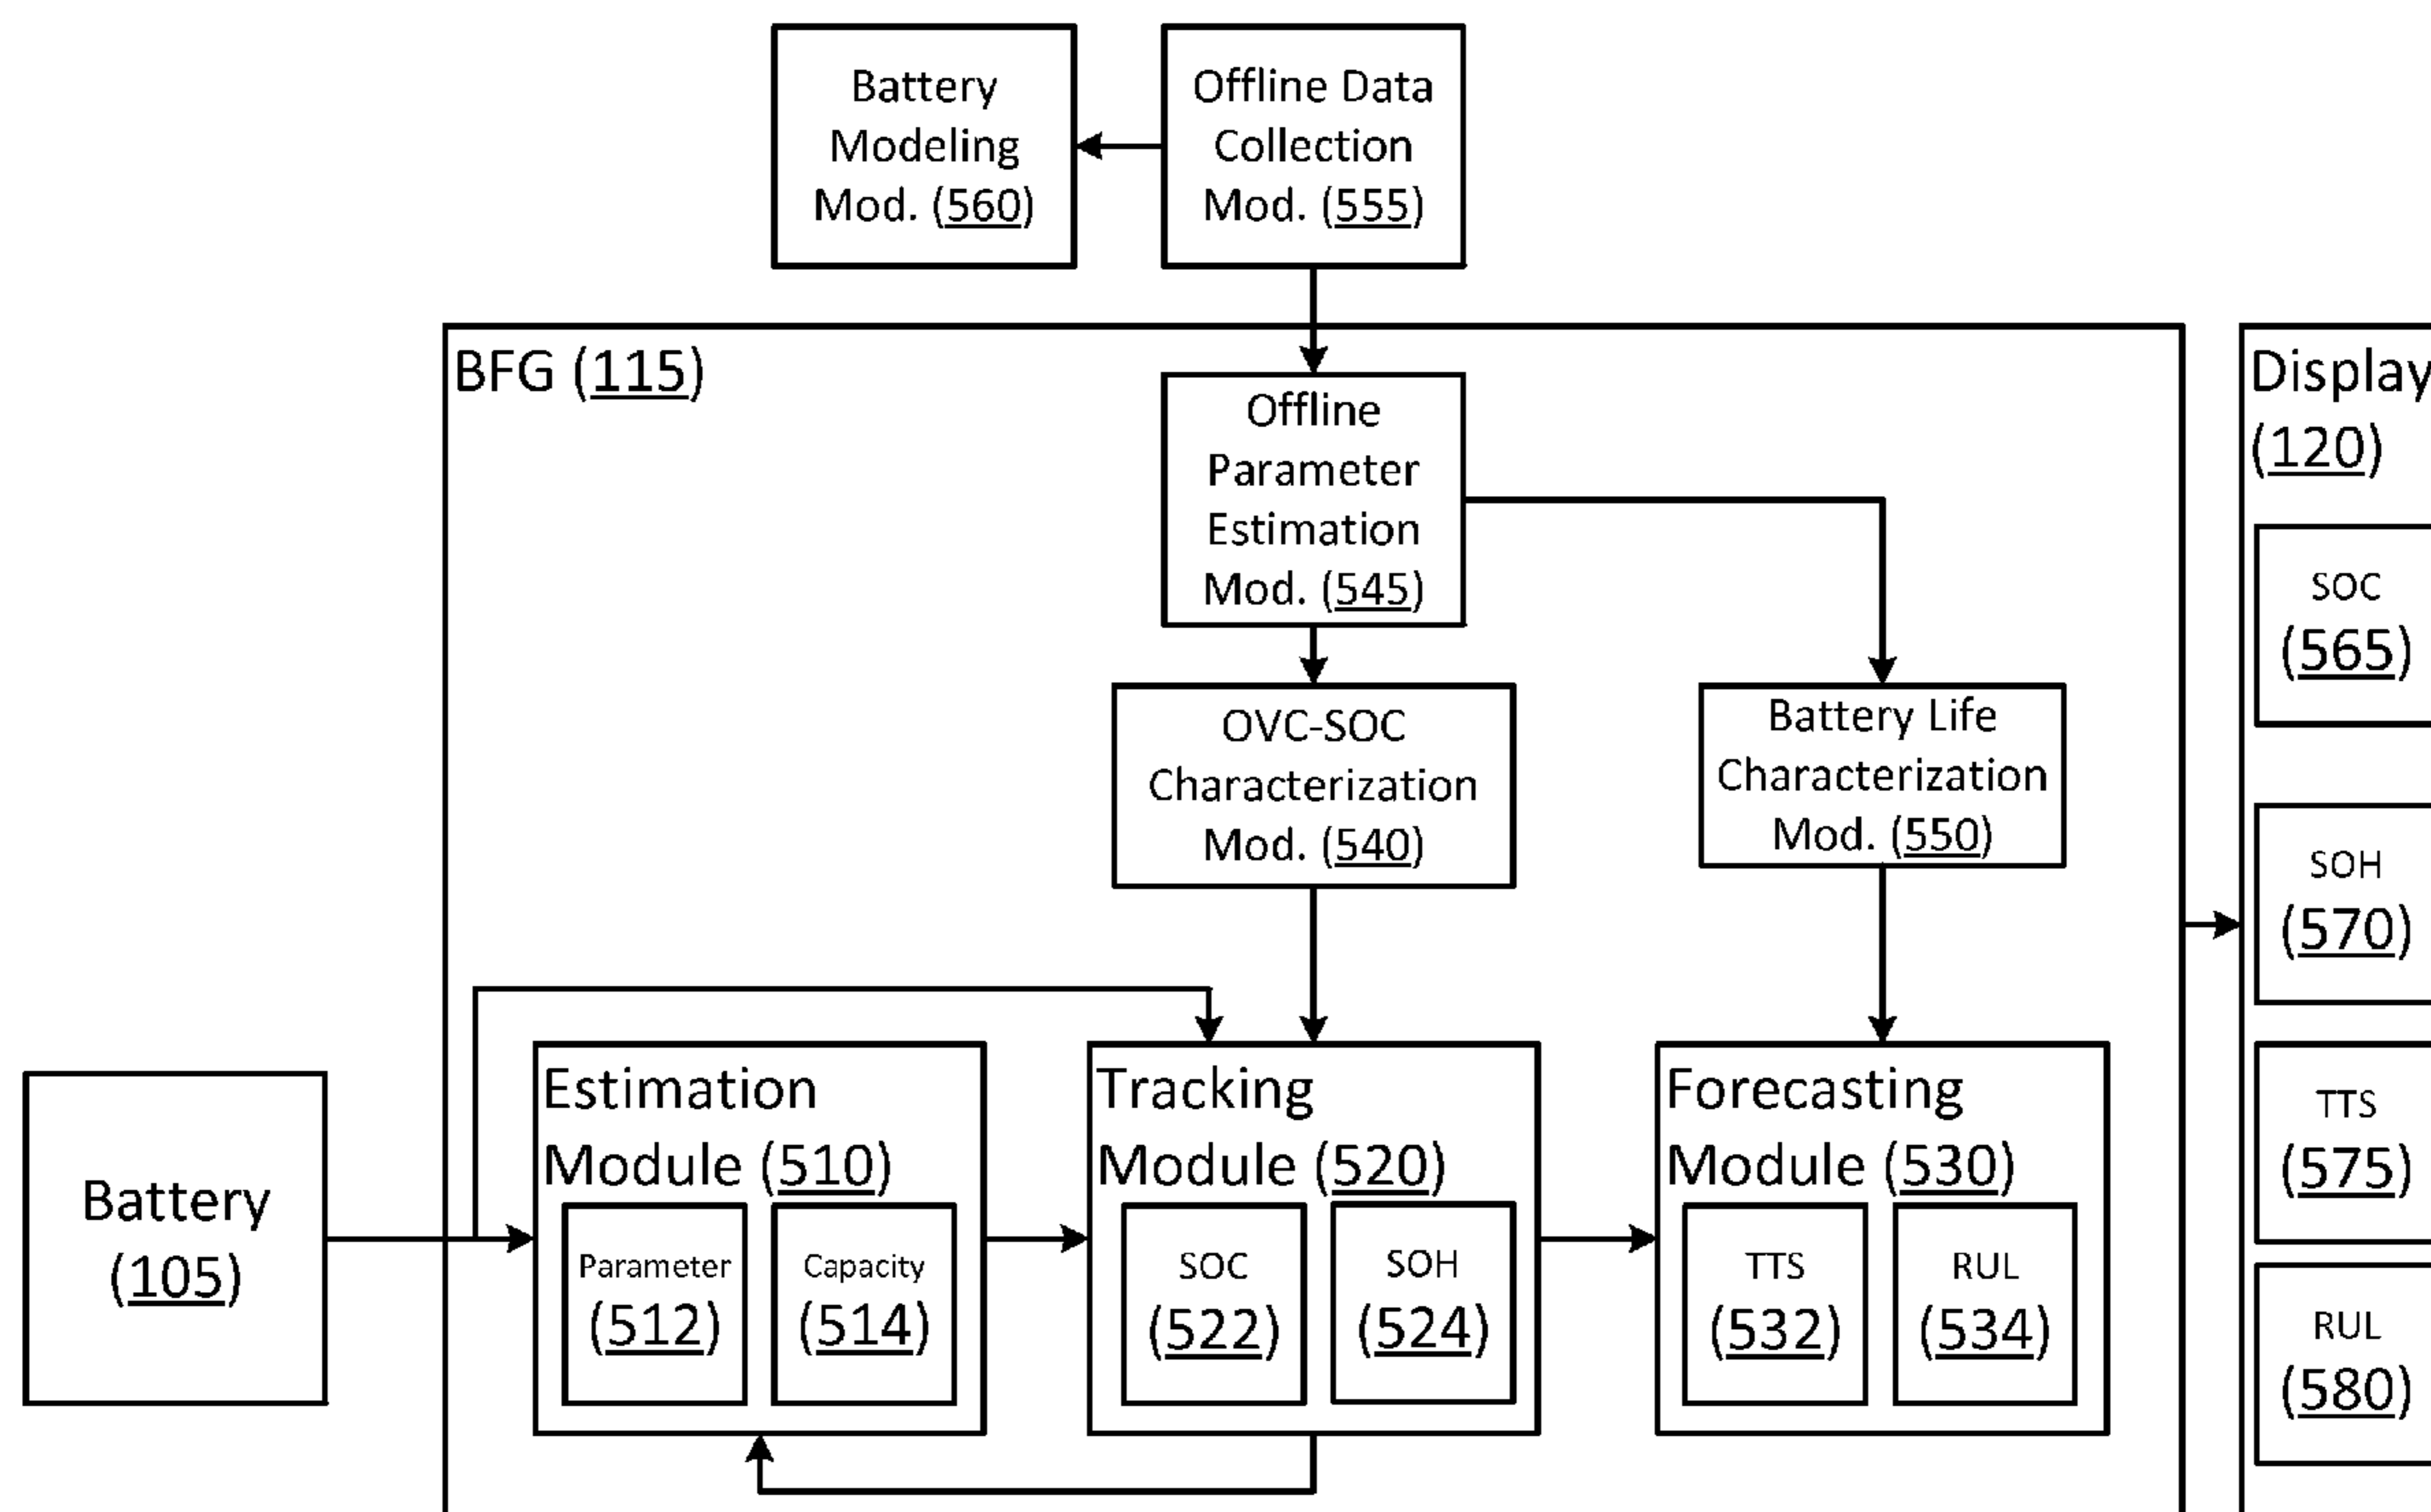 Battery
Modeling
Mod. (560)
Offline Data
Collection
Mod. (555)
BFG (115)
Offline
Parameter
Estimation
Mod. (545)
OVC-SOC
Characterization
Mod. (540)
Battery Life
Characterization
Mod. (550)
Battery
(105)
Estimation
Module (510)
Parameter
(512)
Capacity
(514)
Tracking
Module (520)
SOC
(522)
SOH
(524)
Forecasting
Module (530)
TTS
(532)
RUL
(534)
Display
(120)
SOC
(565)
SOH
(570)
TTS
(575)
RUL
(580)